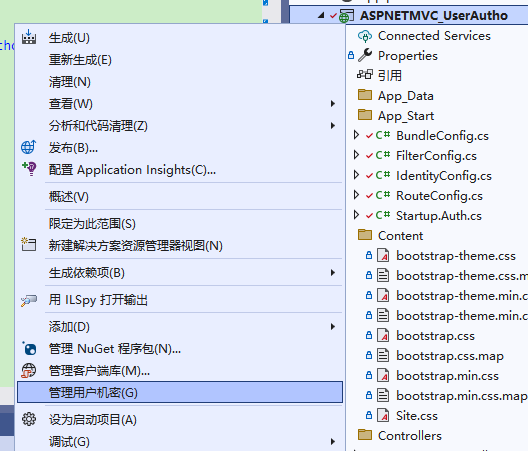 ASPNETMVC_UserAutho
生成(U)
重新生成(E)
清理(N)
查看(W)
分析和代码清理(Z)
发布(B)...
配置 Application Insights(C)...
概述(V)
限定为此范围(S)
新建解决方案资源管理器视图(N)
生成依赖项(B)
用 ILSpy 打开输出
添加(D)
管理 NuGet 程序包(N)...
管理客户端库(M)...
管理用户机密(G)
设为启动项目(A)
调试(G)
Connected Services
Properties
引用
App_Data
App_Start
BundleConfig.cs
FilterConfig.cs
IdentityConfig.cs
RouteConfig.cs
Startup.Auth.cs
Content
bootstrap-theme.css
bootstrap-theme.css.m
bootstrap-theme.min.c
bootstrap-theme.min.c
bootstrap.css
bootstrap.css.map
bootstrap.min.css
bootstrap.min.css.map
Site.css
Controllers